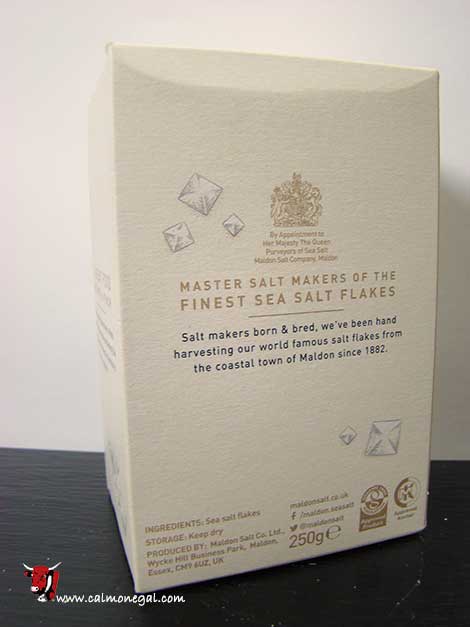 By Appointment to
Her Majesty The Queen
Purveyors of Sea Salt
Maldon Salt Company, Maldon
MASTER SALT MAKERS OF THE
FINEST SEA SALT FLAKES
Salt makers born & bred, we've been hand
harvesting our world famous salt flakes from
the coastal town of Maldon since 1882.
INGREDIENTS: Sea salt flakes
STORAGE: Keep dry
PRODUCED BY: Maldon Salt Co. Ltd.,
Wycke Hill Business Park, Maldon,
Essex, CM9 6UZ, UK
maldonsalt.co.uk
/maldon.seasalt
@maldonsalt
250g℮
Approved
www.calmonegal.com